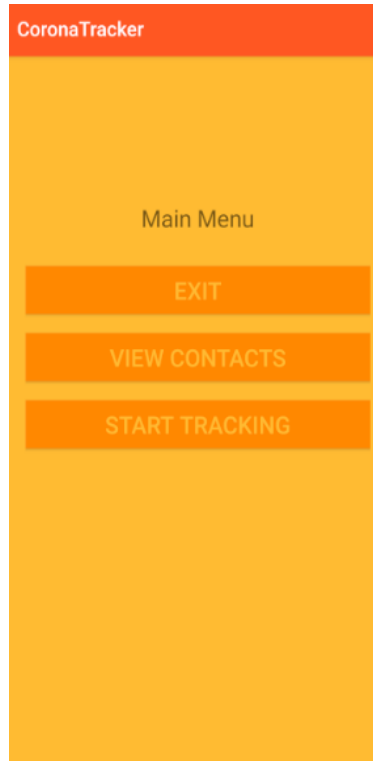 CoronaTracker
Main Menu
EXIT
VIEW CONTACTS
START TRACKING